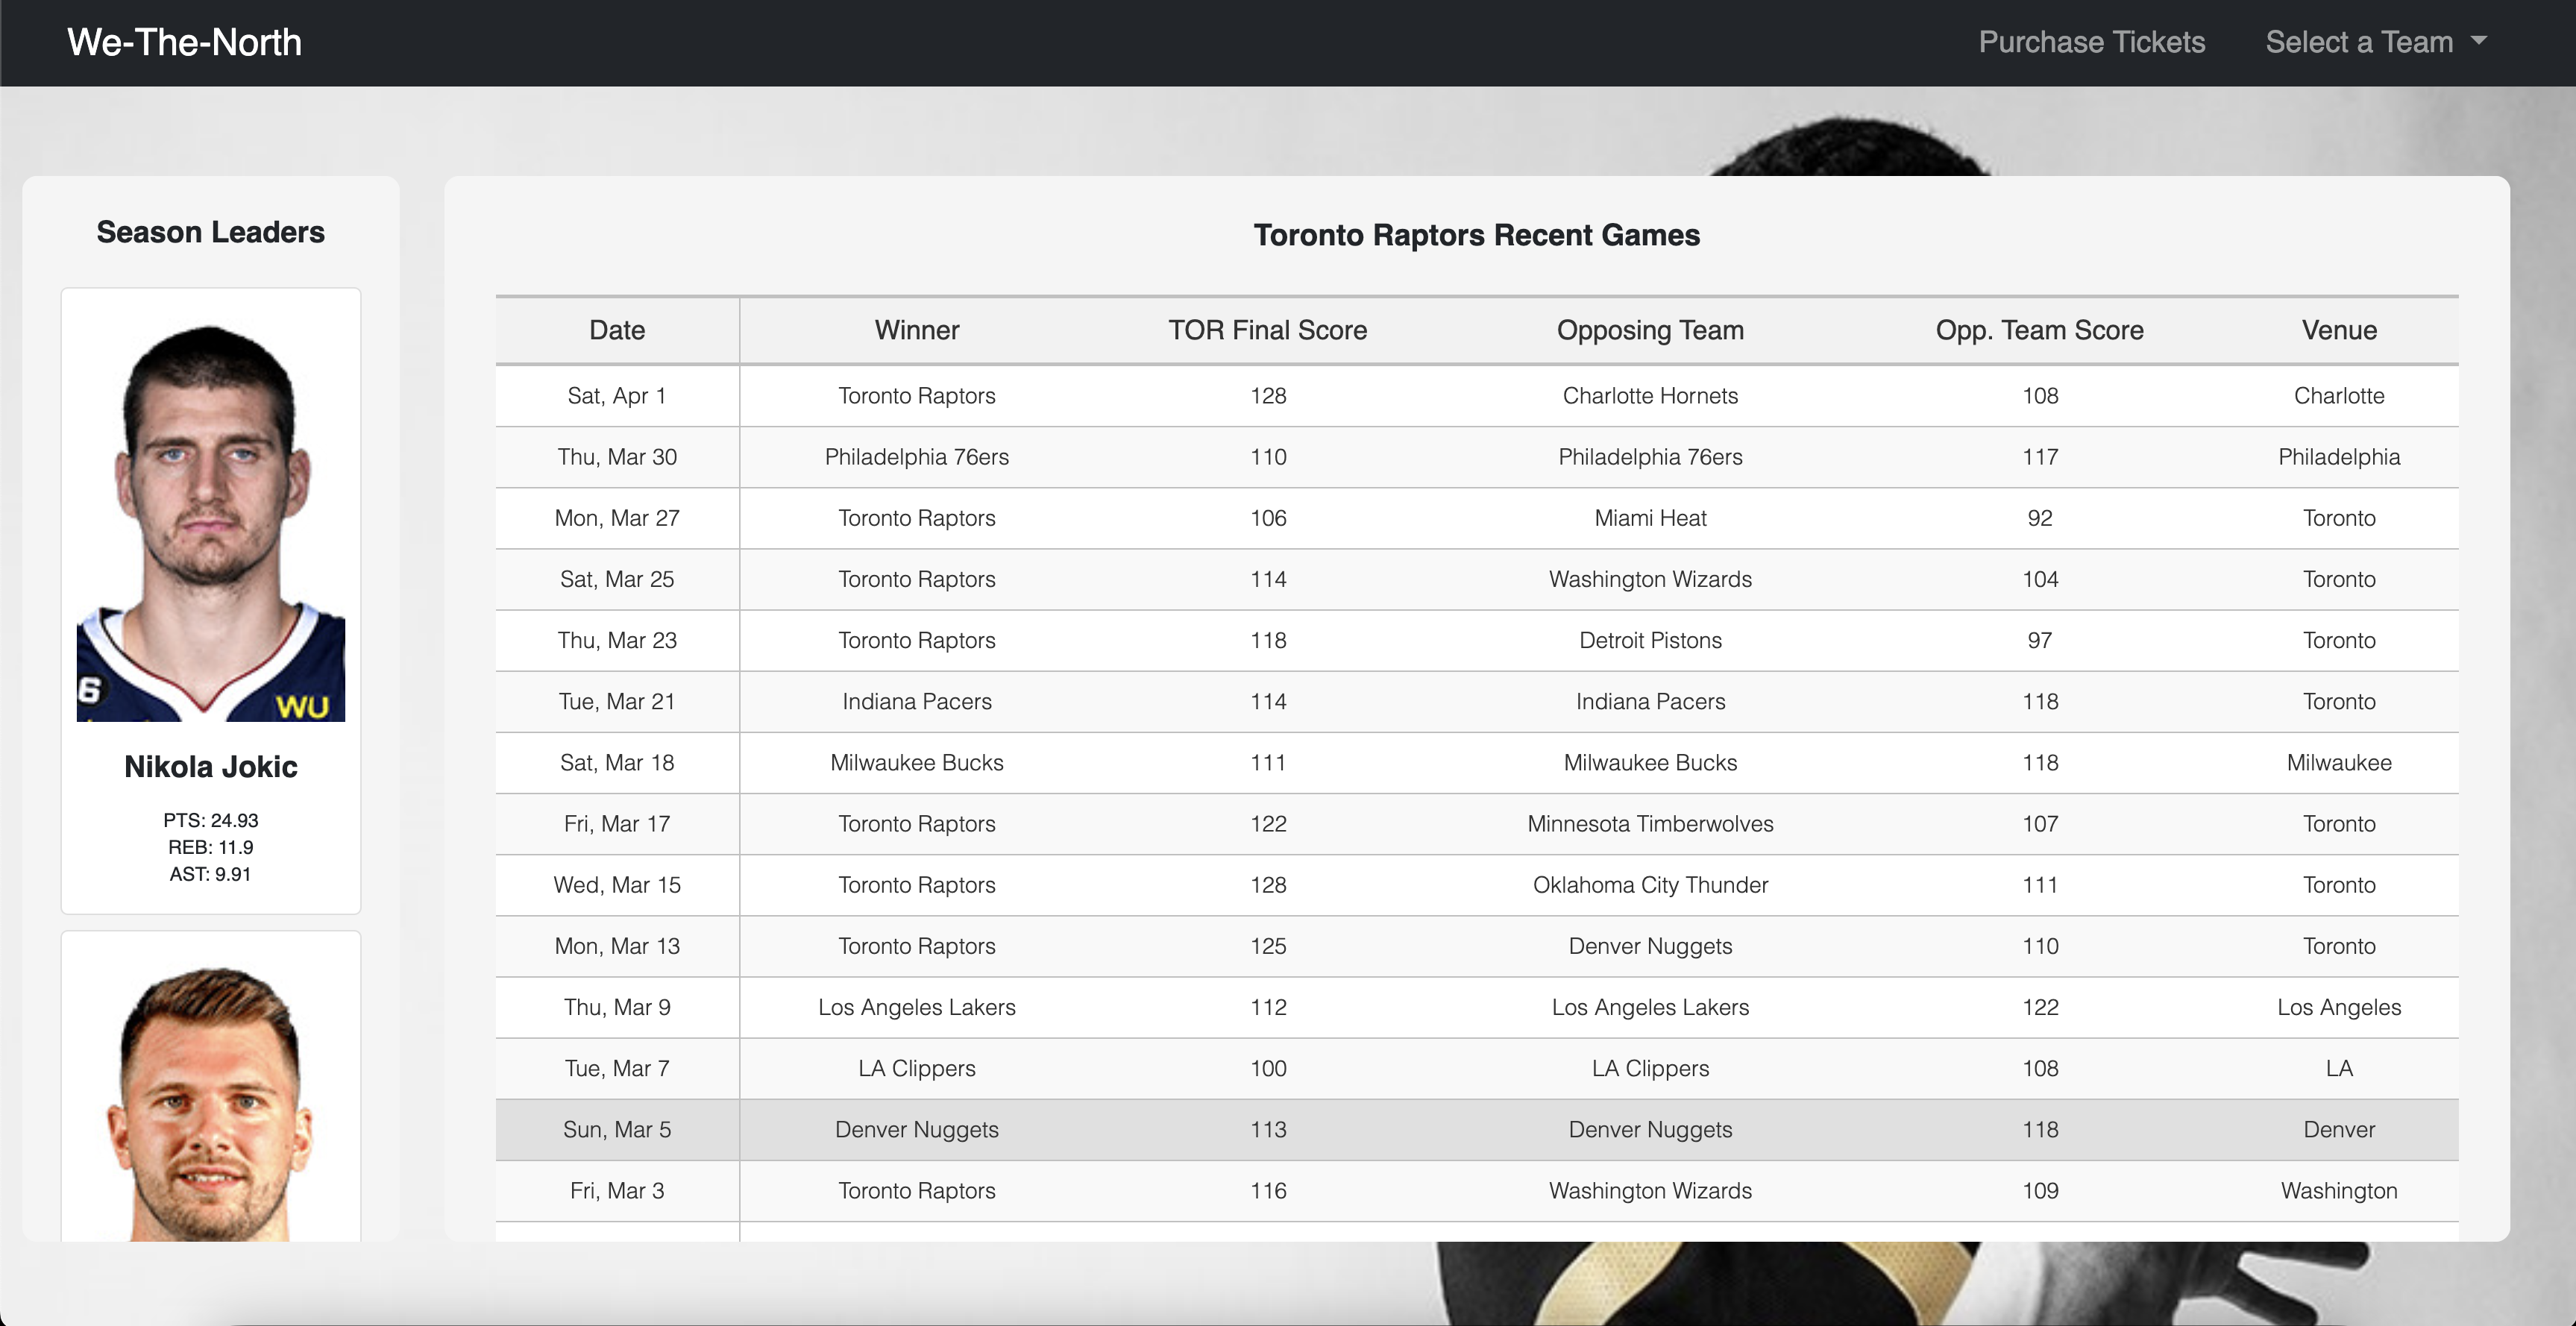 We-The-North
Purchase Tickets Select a Team
Season Leaders
6
WU
Nikola Jokic
PTS: 24.93
REB: 11.9
AST: 9.91
Toronto Raptors Recent Games
Date Winner TOR Final Score Opposing Team Opp. Team Score Venue
Sat, Apr 1 Toronto Raptors 128 Charlotte Hornets 108 Charlotte
Thu, Mar 30 Philadelphia 76ers 110 Philadelphia 76ers 117 Philadelphia
Mon, Mar 27 Toronto Raptors 106 Miami Heat 92 Toronto
Sat, Mar 25 Toronto Raptors 114 Washington Wizards 104 Toronto
Thu, Mar 23 Toronto Raptors 118 Detroit Pistons 97 Toronto
Tue, Mar 21 Indiana Pacers 114 Indiana Pacers 118 Toronto
Sat, Mar 18 Milwaukee Bucks 111 Milwaukee Bucks 118 Milwaukee
Fri, Mar 17 Toronto Raptors 122 Minnesota Timberwolves 107 Toronto
Wed, Mar 15 Toronto Raptors 128 Oklahoma City Thunder 111 Toronto
Mon, Mar 13 Toronto Raptors 125 Denver Nuggets 110 Toronto
Thu, Mar 9 Los Angeles Lakers 112 Los Angeles Lakers 122 Los Angeles
Tue, Mar 7 LA Clippers 100 LA Clippers 108 LA
Sun, Mar 5 Denver Nuggets 113 Denver Nuggets 118 Denver
Fri, Mar 3 Toronto Raptors 116 Washington Wizards 109 Washington